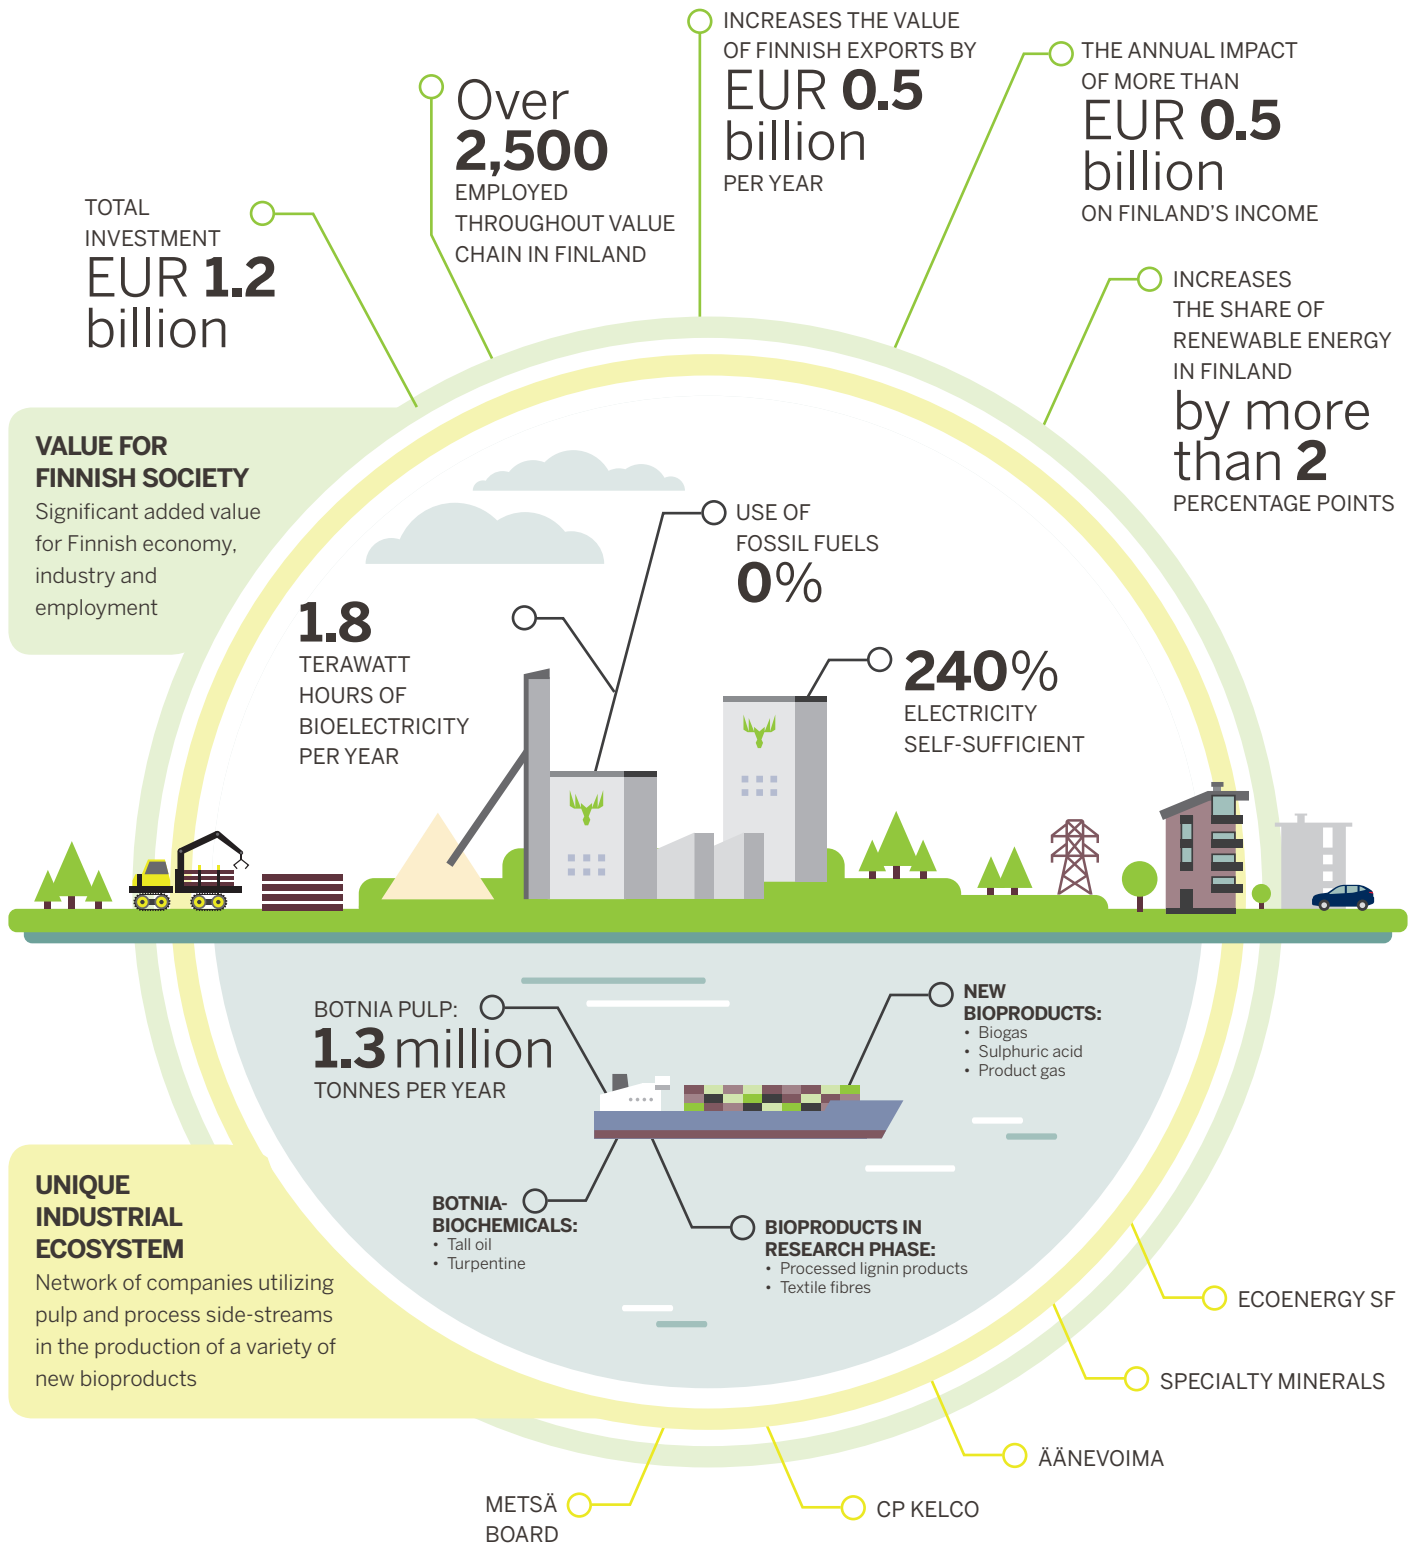 TOTAL
INVESTMENT
EUR 1.2
billion
Over
2,500
EMPLOYED
THROUGHOUT VALUE
CHAIN IN FINLAND
INCREASES THE VALUE
OF FINNISH EXPORTS BY
EUR 0.5
billion
PER YEAR
THE ANNUAL IMPACT
OF MORE THAN
EUR 0.5
billion
ON FINLAND'S INCOME
INCREASES
THE SHARE OF
RENEWABLE ENERGY
IN FINLAND
by more
than 2
PERCENTAGE POINTS
VALUE FOR
FINNISH SOCIETY
Significant added value
for Finnish economy,
industry and
employment
1.8
TERAWATT
HOURS OF
BIOELECTRICITY
PER YEAR
USE OF
FOSSIL FUELS
0%
240%
ELECTRICITY
SELF-SUFFICIENT
BOTNIA PULP:
1.3 million
TONNES PER YEAR
NEW
BIOPRODUCTS:
• Biogas
• Sulphuric acid
• Product gas
BOTNIA-
BIOCHEMICALS:
• Tall oil
• Turpentine
BIOPRODUCTS IN
RESEARCH PHASE:
• Processed lignin products
• Textile fibres
UNIQUE
INDUSTRIAL
ECOSYSTEM
Network of companies utilizing
pulp and process side-streams
in the production of a variety of
new bioproducts
ECOENERGY SF
SPECIALTY MINERALS
ÄÄNEVOIMA
CP KELCO
METSÄ
BOARD